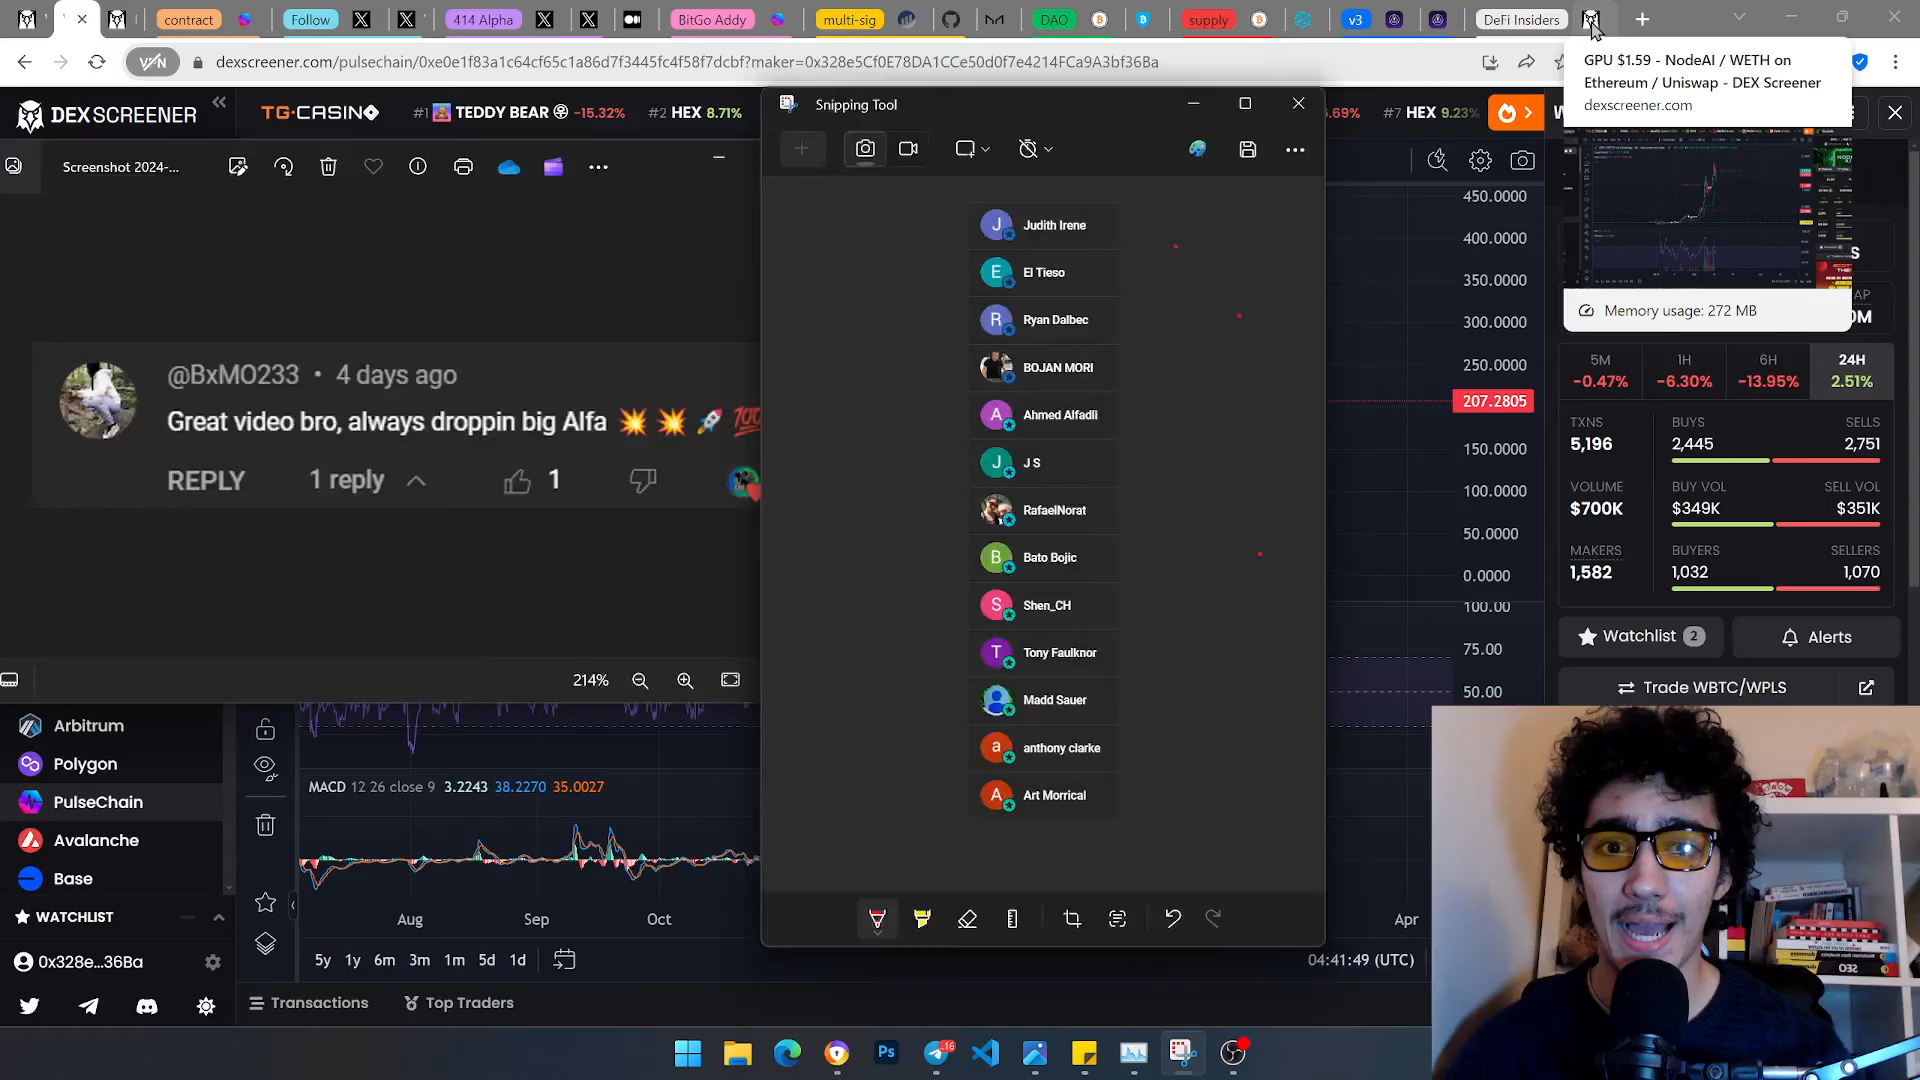 contract
Follow
414 Alpha
BitGo Addy
multi-sig
DAO
supply
v3
DeFi Insiders
VPN
dexscreener.com/pulsechain/0xe0e1f83a1c64cf65c1a86d7f3445fc4f58f7dcbf?maker=0x328e5Cf0E78DA1CCe50d0f7e4214FCa9A3bf36Ba
GPU $1.59 - NodeAI / WETH on
Ethereum / Uniswap - DEX Screener
dexscreener.com
Memory usage: 272 MB
DEX SCREENER
TG.CASINO
#1 TEDDY BEAR -15.32%
#2 HEX 8.71%
#7 HEX 9.23%
Screenshot 2024-...
Snipping Tool
@BxMO233 • 4 days ago
Great video bro, always droppin big Alfa 💥 💥 🚀 💯
REPLY
1 reply
1
214%
Judith Irene
El Tieso
Ryan Dalbec
BOJAN MORI
Ahmed Alfadli
J S
RafaelNorat
Bato Bojic
Shen_CH
Tony Faulknor
Madd Sauer
anthony clarke
Art Morrical
450.0000
400.0000
350.0000
300.0000
250.0000
207.2805
150.0000
100.0000
50.0000
0.0000
100.00
75.00
50.00
5M
-0.47%
1H
-6.30%
6H
-13.95%
24H
2.51%
TXNS
5,196
BUYS
2,445
SELLS
2,751
VOLUME
$700K
BUY VOL
$349K
SELL VOL
$351K
MAKERS
1,582
BUYERS
1,032
SELLERS
1,070
Watchlist 2
Alerts
Trade WBTC/WPLS
Arbitrum
Polygon
PulseChain
Avalanche
Base
WATCHLIST
0x328e...36Ba
MACD 12 26 close 9 3.2243 38.2270 35.0027
Aug
Sep
Oct
Apr
5y 1y 6m 3m 1m 5d 1d
04:41:49 (UTC)
Transactions
Top Traders
Ps
16
SEO